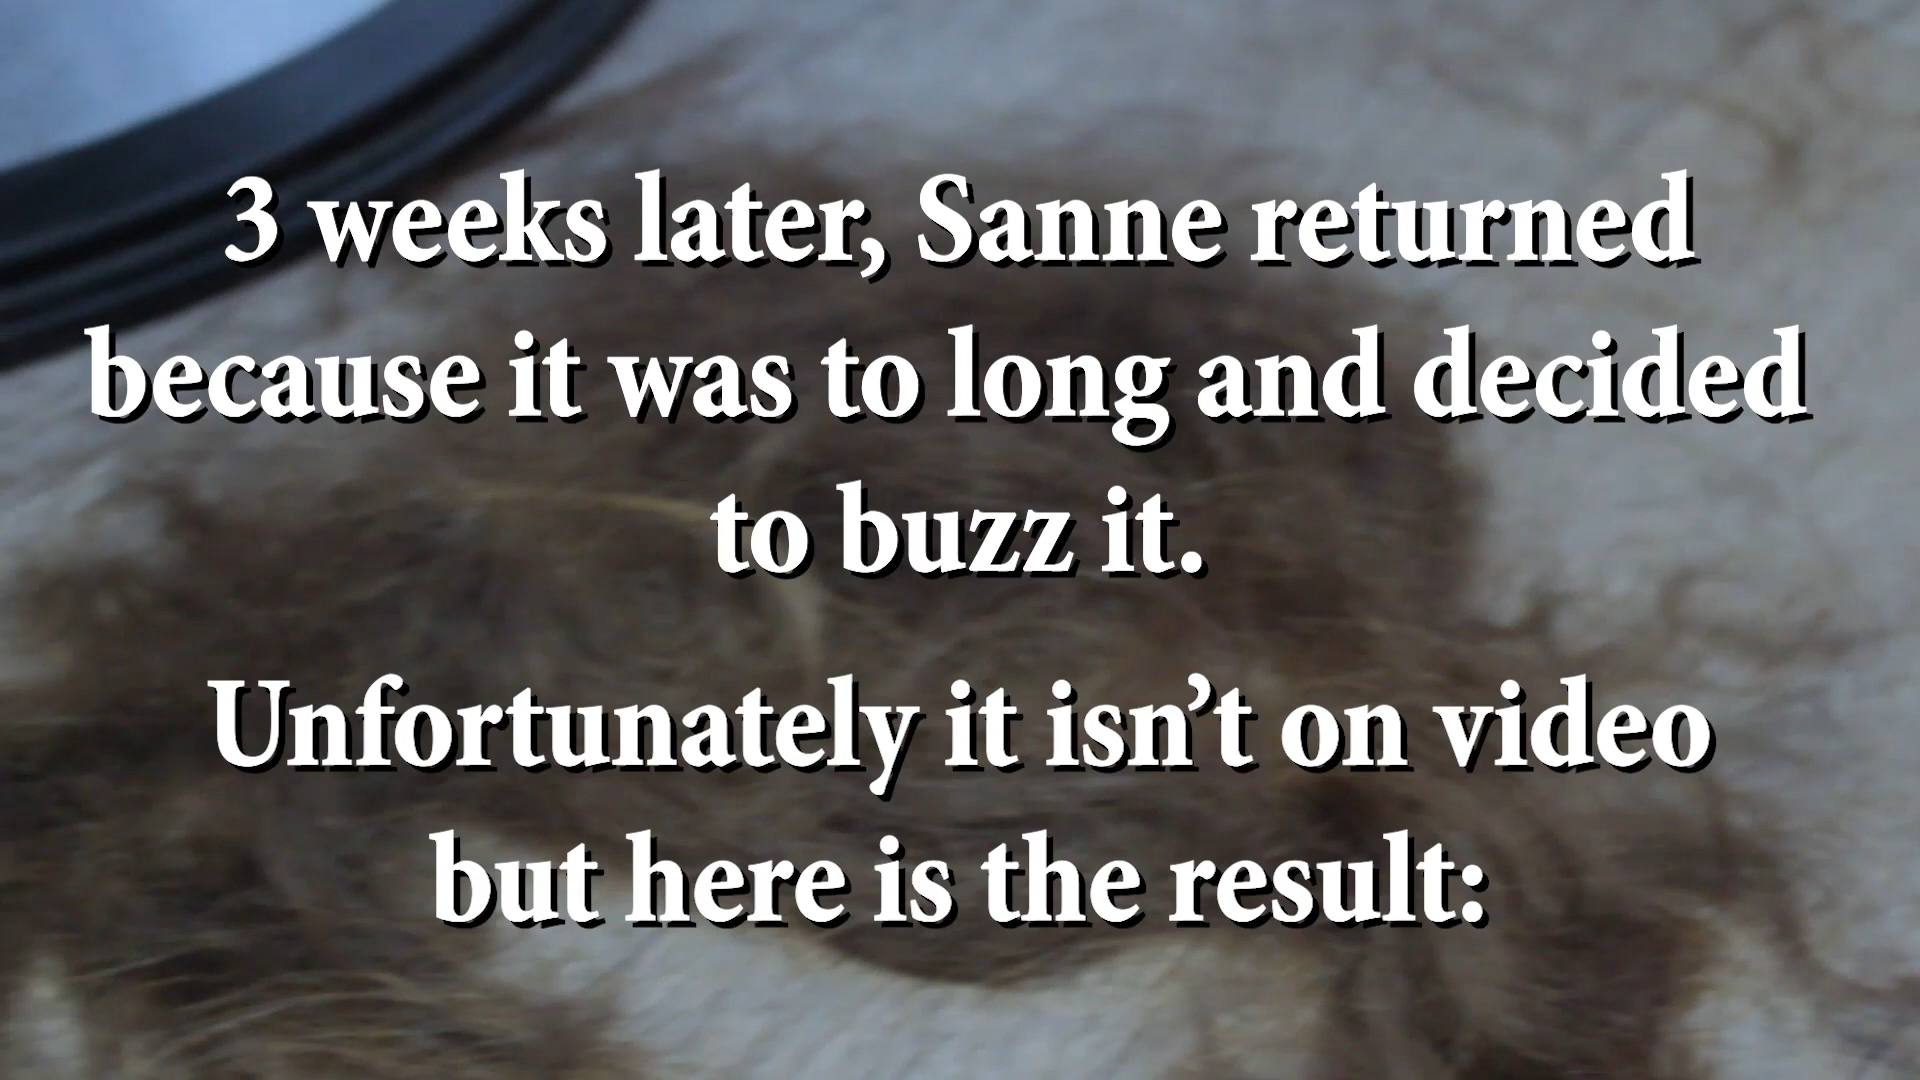 3 weeks later, Sanne returned
because it was to long and decided
to buzz it.
Unfortunately it isn’t on video
but here is the result: